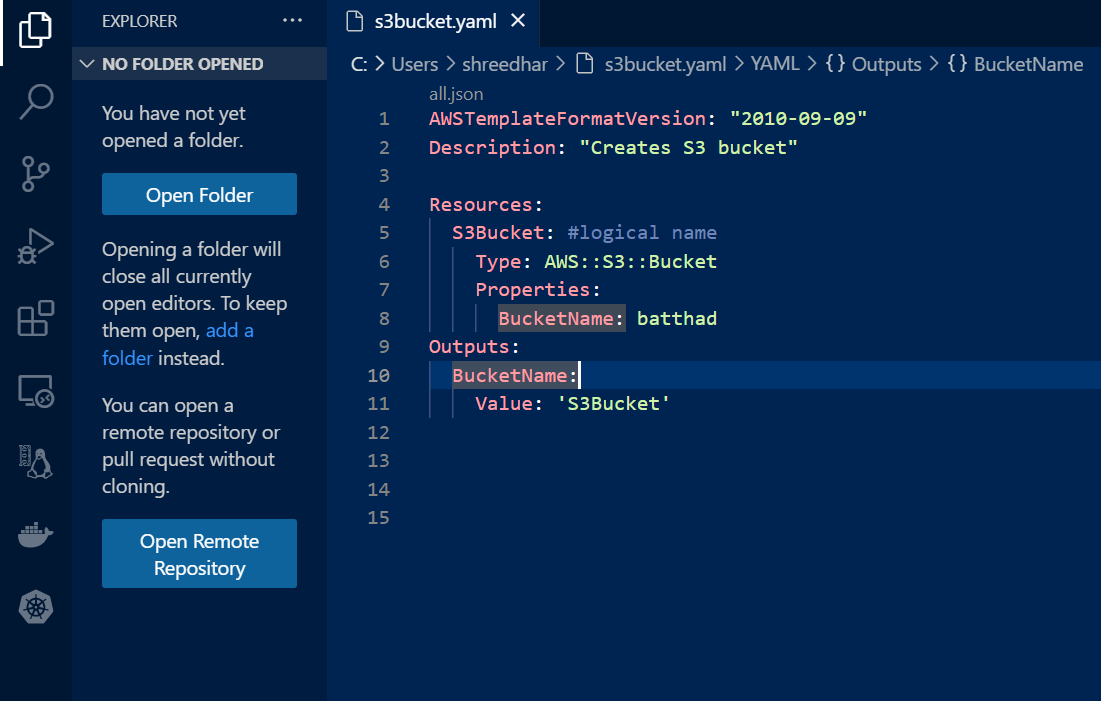 EXPLORER
NO FOLDER OPENED
You have not yet
opened a folder.
Open Folder
Opening a folder will
close all currently
open editors. To keep
them open, add a
folder instead.
You can open a
remote repository or
pull request without
cloning.
Open Remote
Repository
s3bucket.yaml
C: > Users > shreedhar > s3bucket.yaml > YAML > {} Outputs > {} BucketName
all.json
1 AWSTemplateFormatVersion: "2010-09-09"
2 Description: "Creates S3 bucket"
3
4 Resources:
5   S3Bucket: #logical name
6     Type: AWS::S3::Bucket
7     Properties:
8       BucketName: batthad
9 Outputs:
10   BucketName:
11     Value: 'S3Bucket'
12
13
14
15